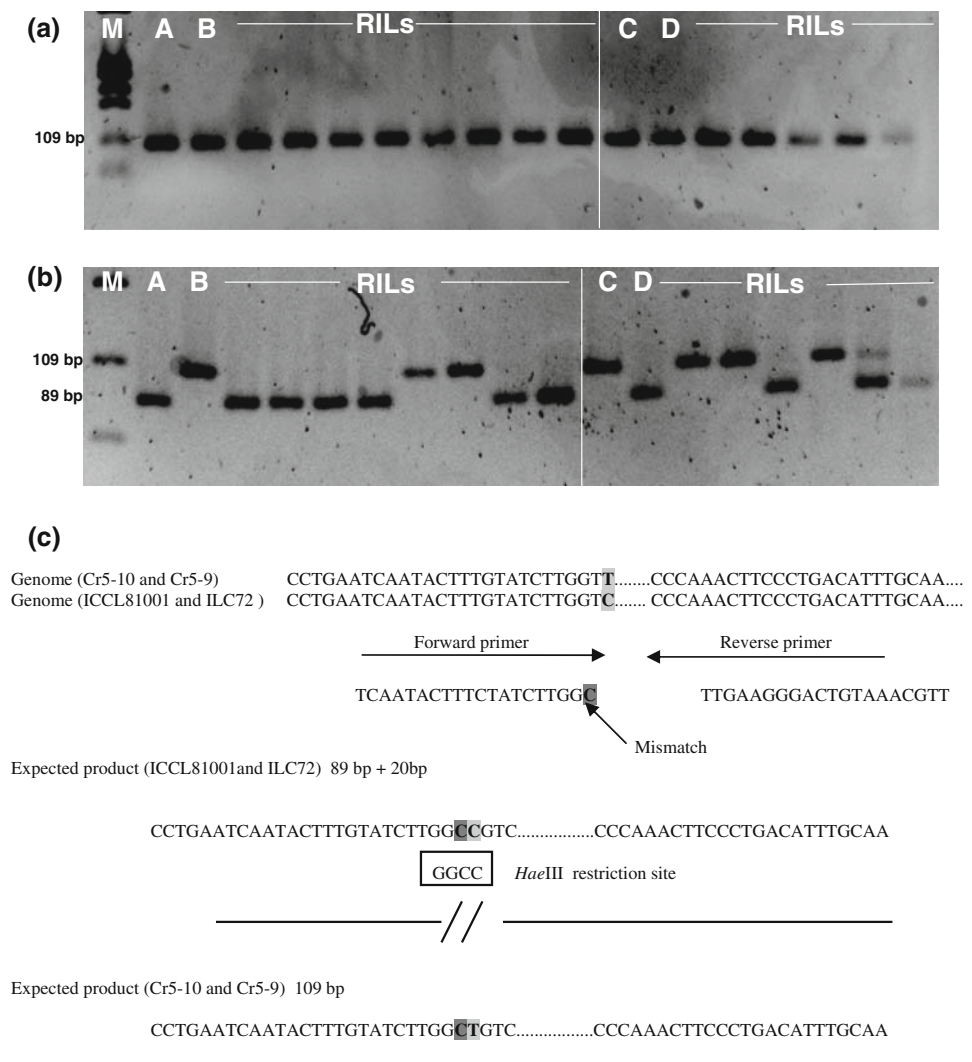 (a)
M A B RILs C D RILs
109 bp
(b)
M A B RILs C D RILs
109 bp
89 bp
(c)
Genome (Cr5-10 and Cr5-9) CCTGAATCAATACTTTGTATCTTGGTT........CCCAAACTTCCCTGACATTTGCAA....
Genome (ICCL81001 and ILC72 ) CCTGAATCAATACTTTGTATCTTGGTC....... CCCAAACTTCCCTGACATTTGCAA....
Forward primer Reverse primer
TCAATACTTTCTATCTTGGC TTGAAGGGACTGTAAACGTT
Mismatch
Expected product (ICCL81001and ILC72) 89 bp + 20bp
CCTGAATCAATACTTTGTATCTTGGCCGTC.................CCCAAACTTCCCTGACATTTGCAA
GGCC HaeIII restriction site
Expected product (Cr5-10 and Cr5-9) 109 bp
CCTGAATCAATACTTTGTATCTTGGCTGTC.................CCCAAACTTCCCTGACATTTGCAA